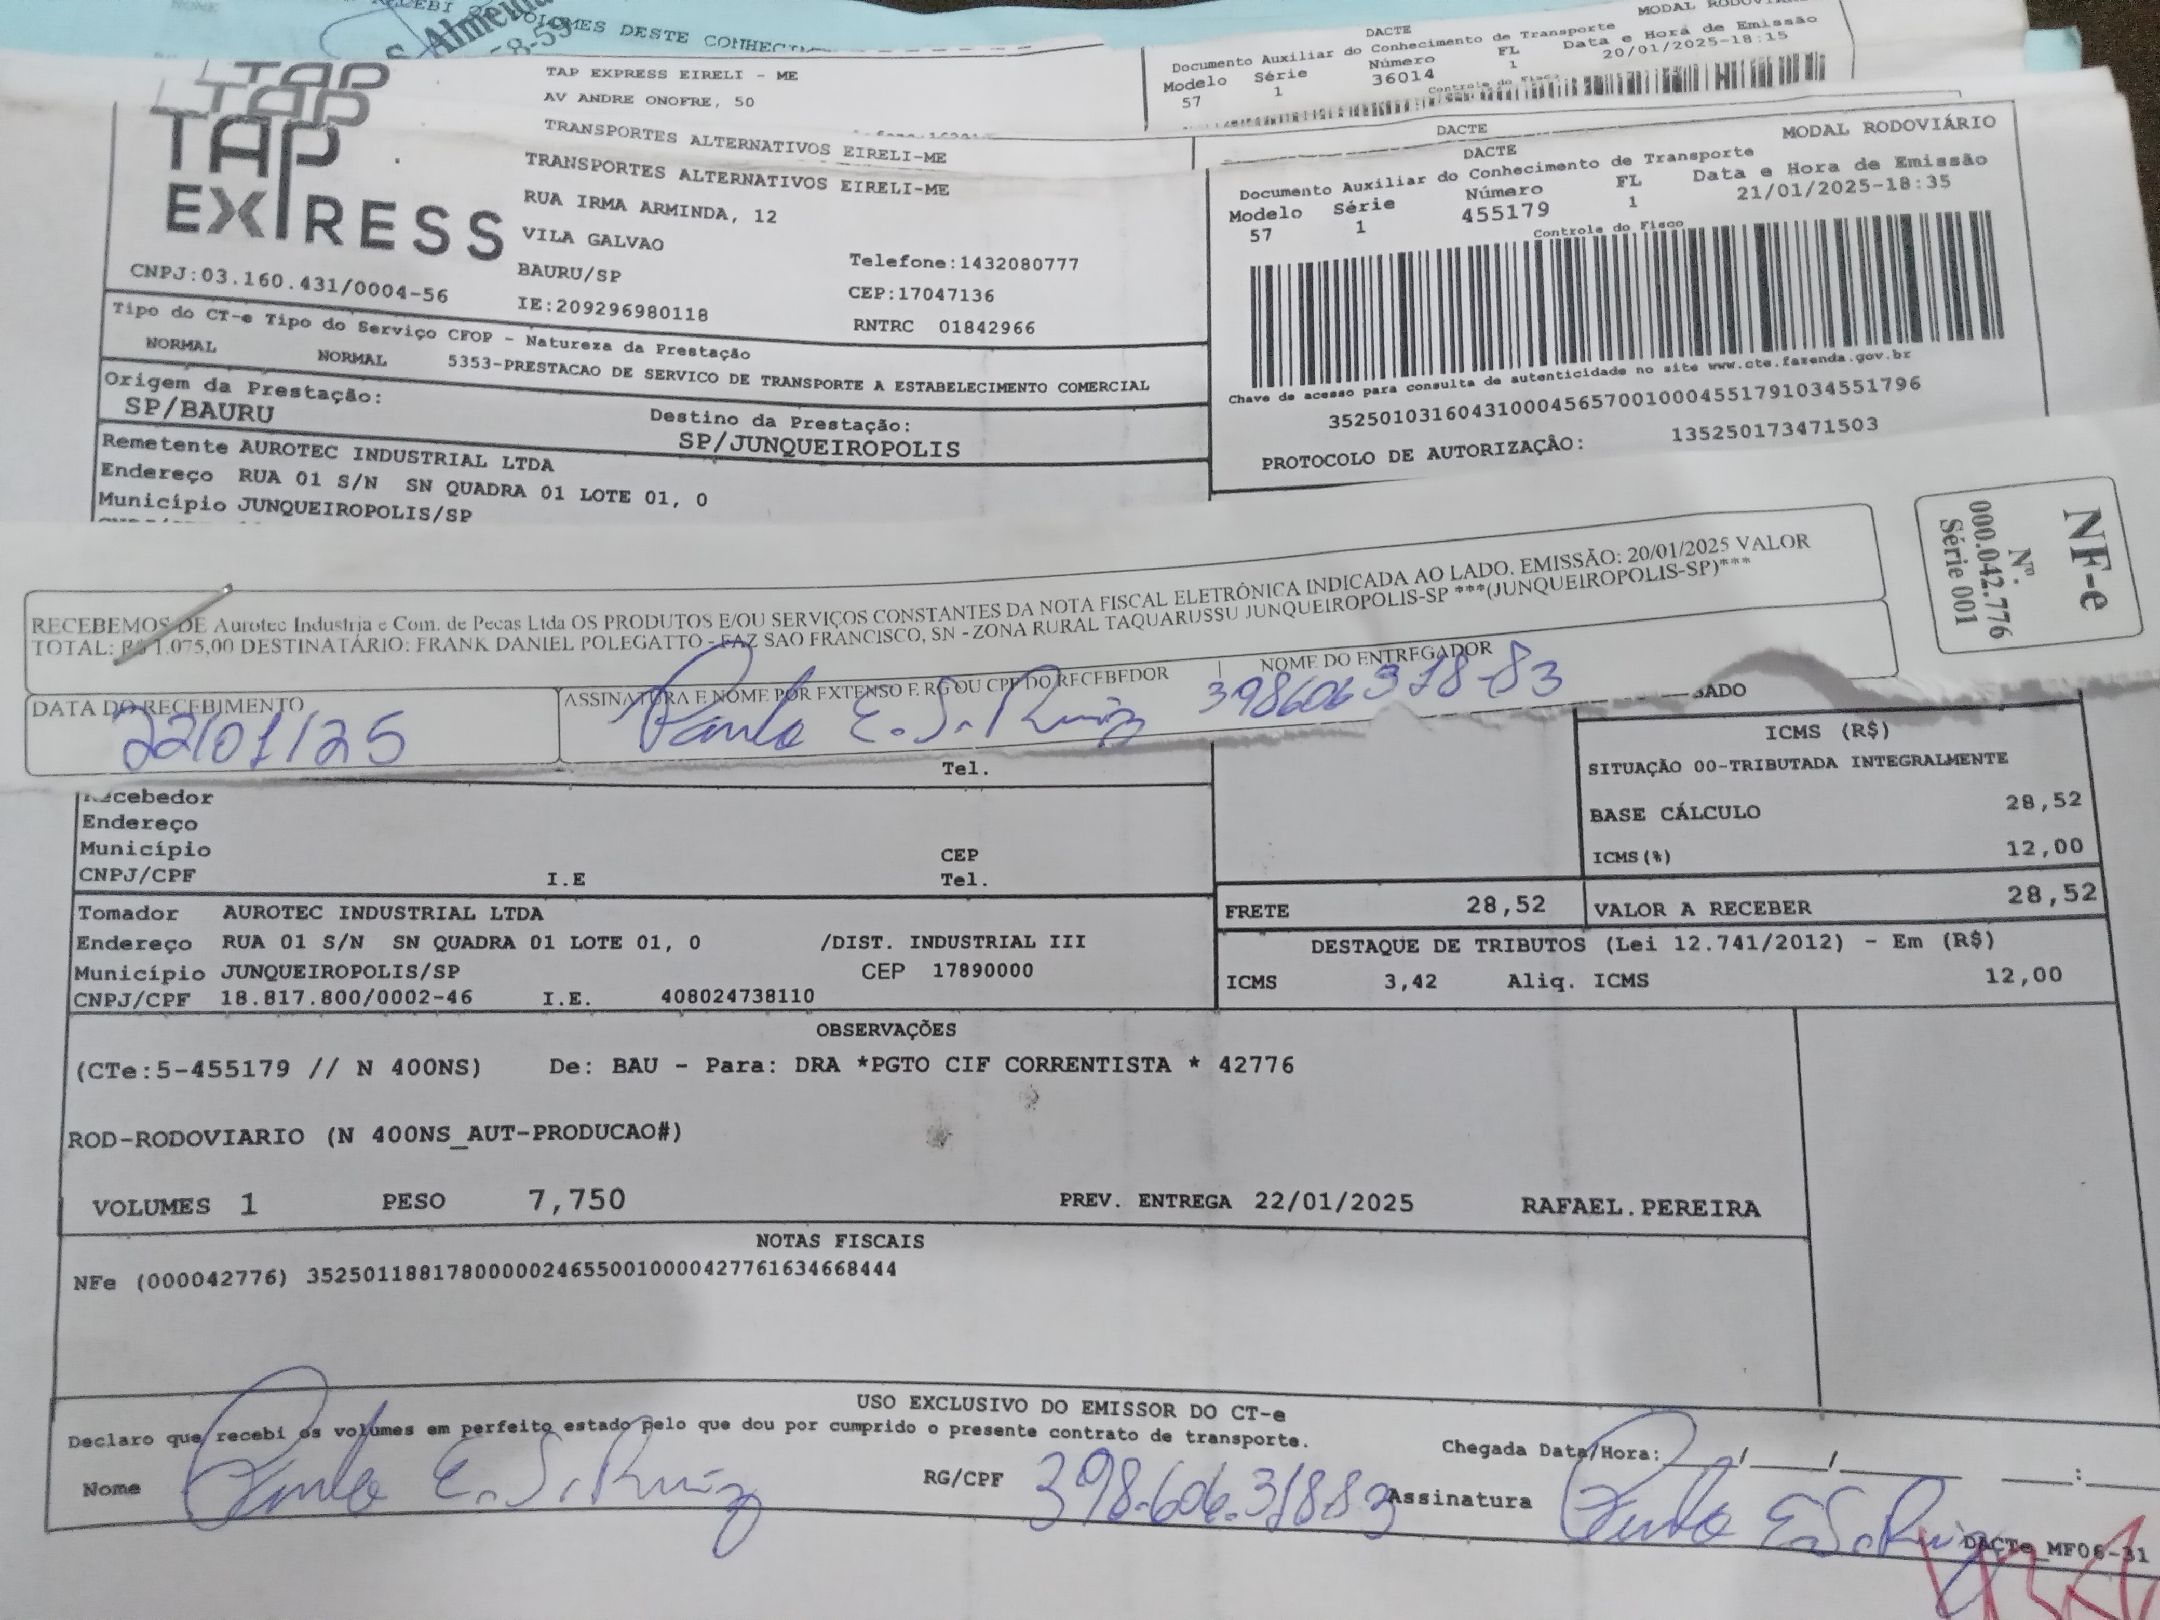 S. Almeida
8-59
VOLUMES DESTE
TAP EXPRESS EIRELI - ME
AV ANDRE ONOFRE, 50
DACTE
Documento Auxiliar do Conhecimento de Transporte
Modelo Série Número FL Data e Hora de Emissão
57 1 36014 1 20/01/2025-18:15
TRANSPORTES ALTERNATIVOS EIRELI-ME
TAP
EXPRESS
CNPJ:03.160.431/0004-56
TRANSPORTES ALTERNATIVOS EIRELI-ME
RUA IRMA ARMINDA, 12
VILA GALVAO
BAURU/SP
IE:209296980118
Telefone:1432080777
CEP:17047136
RNTRC 01842966
DACTE
DACTE MODAL RODOVIÁRIO
Documento Auxiliar do Conhecimento de Transporte
Modelo Série Número FL Data e Hora de Emissão
57 1 455179 1 21/01/2025-18:35
Controle do Fisco
Chave de acesso para consulta de autenticidade no site www.cte.fazenda.gov.br
35250103160431000456570010004551791034551796
PROTOCOLO DE AUTORIZAÇÃO: 135250173471503
Tipo do CT-e Tipo do Serviço CFOP - Natureza da Prestação
NORMAL NORMAL 5353-PRESTACAO DE SERVICO DE TRANSPORTE A ESTABELECIMENTO COMERCIAL
Origem da Prestação: Destino da Prestação:
SP/BAURU SP/JUNQUEIROPOLIS
Remetente AUROTEC INDUSTRIAL LTDA
Endereço RUA 01 S/N SN QUADRA 01 LOTE 01, 0
Município JUNQUEIROPOLIS/SP
RECEBEMOS DE Aurotec Industria e Com. de Pecas Ltda OS PRODUTOS E/OU SERVIÇOS CONSTANTES DA NOTA FISCAL ELETRÔNICA INDICADA AO LADO. EMISSÃO: 20/01/2025 VALOR
TOTAL: R$ 1.075,00 DESTINATÁRIO: FRANK DANIEL POLEGATTO - FAZ SAO FRANCISCO, SN - ZONA RURAL TAQUARUSSU JUNQUEIROPOLIS-SP ***(JUNQUEIROPOLIS-SP)***
NF-e
Nº.
000.042.776
Série 001
DATA DO RECEBIMENTO ASSINATURA E NOME POR EXTENSO E RG OU CPF DO RECEBEDOR NOME DO ENTREGADOR
22/01/25 Paulo E. S. Ruiz 398606318-83
Tel.
ICMS (R$)
SITUAÇÃO 00-TRIBUTADA INTEGRALMENTE
BASE CÁLCULO 28,52
ICMS(%) 12,00
Recebedor
Endereço
Município CEP
CNPJ/CPF I.E Tel.
FRETE 28,52 VALOR A RECEBER 28,52
DESTAQUE DE TRIBUTOS (Lei 12.741/2012) - Em (R$)
ICMS 3,42 Aliq. ICMS 12,00
Tomador AUROTEC INDUSTRIAL LTDA
Endereço RUA 01 S/N SN QUADRA 01 LOTE 01, 0 /DIST. INDUSTRIAL III
Município JUNQUEIROPOLIS/SP CEP 17890000
CNPJ/CPF 18.817.800/0002-46 I.E. 408024738110
OBSERVAÇÕES
(CTe:5-455179 // N 400NS) De: BAU - Para: DRA *PGTO CIF CORRENTISTA * 42776
ROD-RODOVIARIO (N 400NS_AUT-PRODUCAO#)
VOLUMES 1 PESO 7,750 PREV. ENTREGA 22/01/2025 RAFAEL.PEREIRA
NOTAS FISCAIS
NFe (000042776) 35250118817800000246550010000427761634668444
USO EXCLUSIVO DO EMISSOR DO CT-e
Declaro que recebi os volumes em perfeito estado pelo que dou por cumprido o presente contrato de transporte.
Chegada Data/Hora: / / :
Nome Paulo E. S. Ruiz RG/CPF 398.606.31883 Assinatura Paulo E. S. Ruiz
DACTe_MF06-31